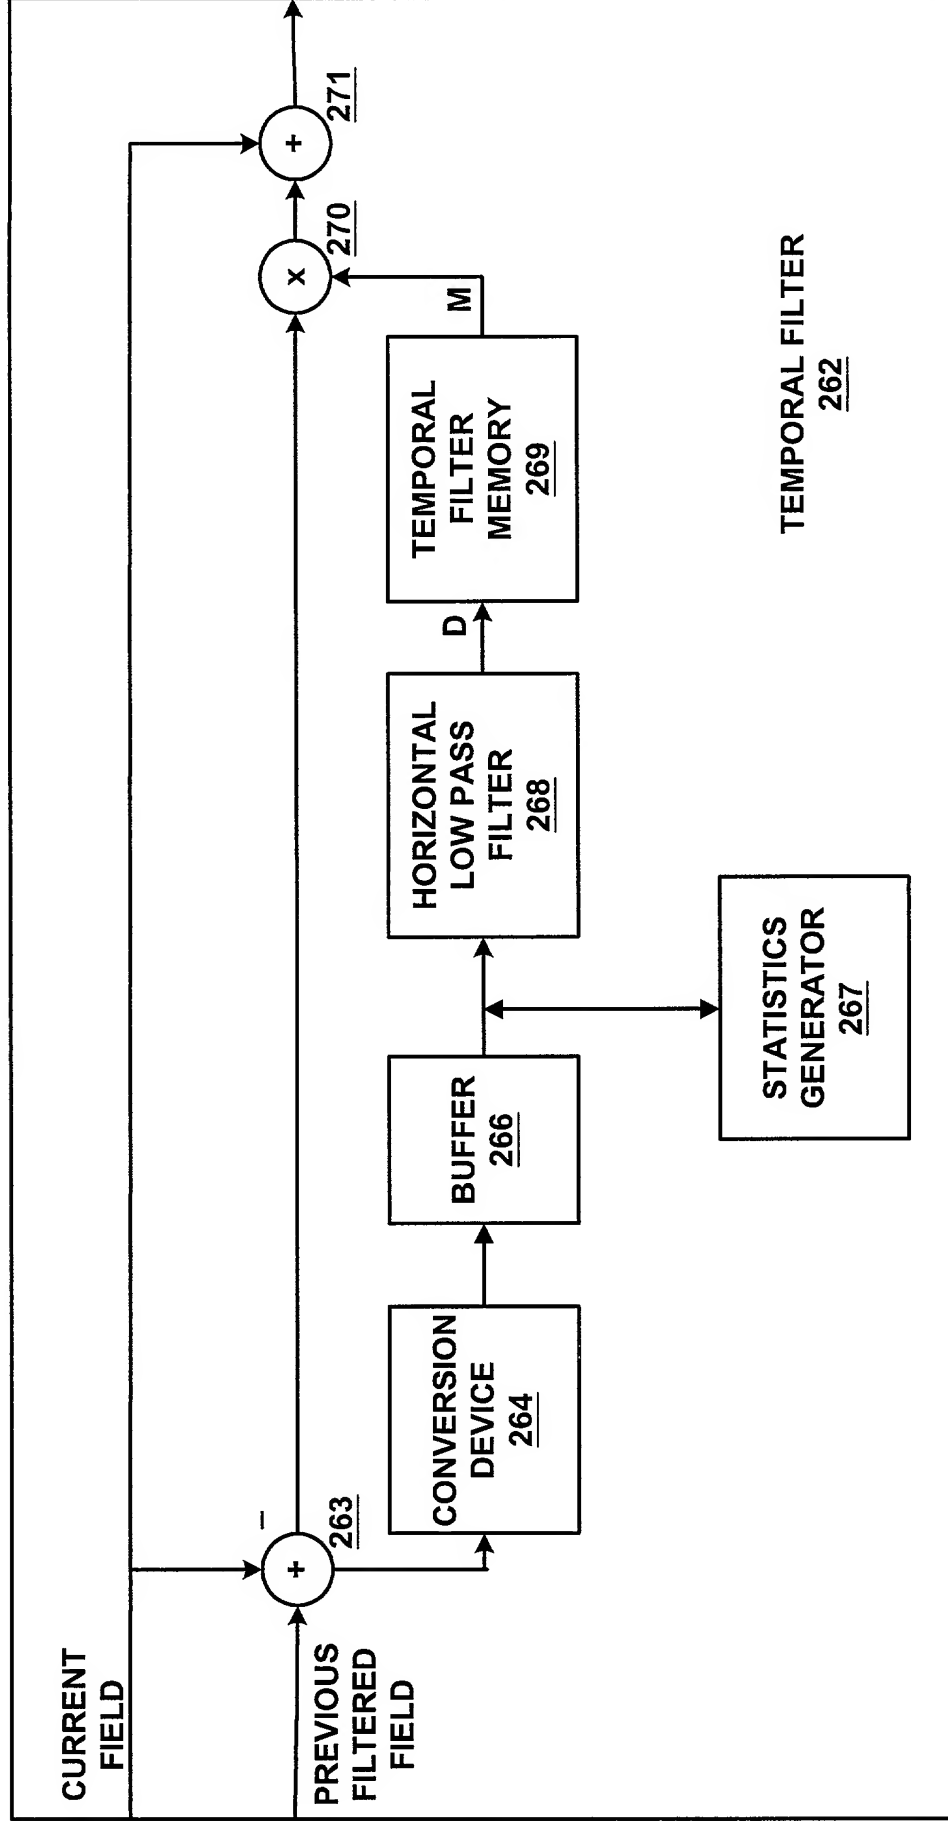 CURRENT
FIELD
PREVIOUS
FILTERED
FIELD
–
+
263
CONVERSION
DEVICE
264
BUFFER
266
STATISTICS
GENERATOR
267
HORIZONTAL
LOW PASS
FILTER
268
D
TEMPORAL
FILTER
MEMORY
269
M
x
270
+
271
TEMPORAL FILTER
262